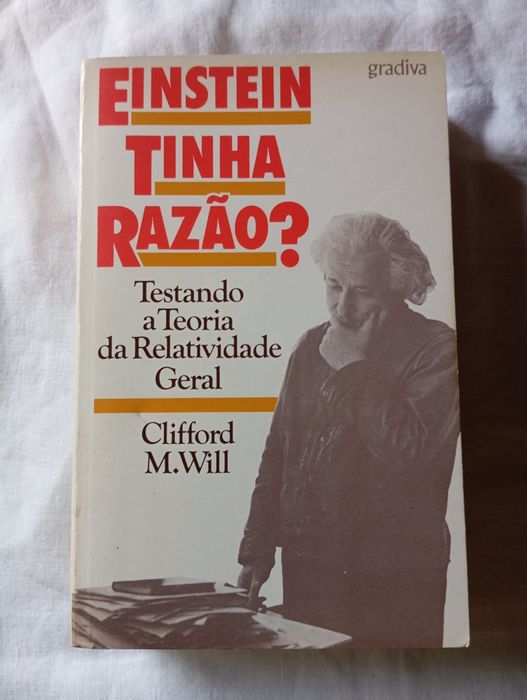 gradiva
EINSTEIN
TINHA
RAZÃO?
Testando
a Teoria
da Relatividade
Geral
Clifford
M. Will